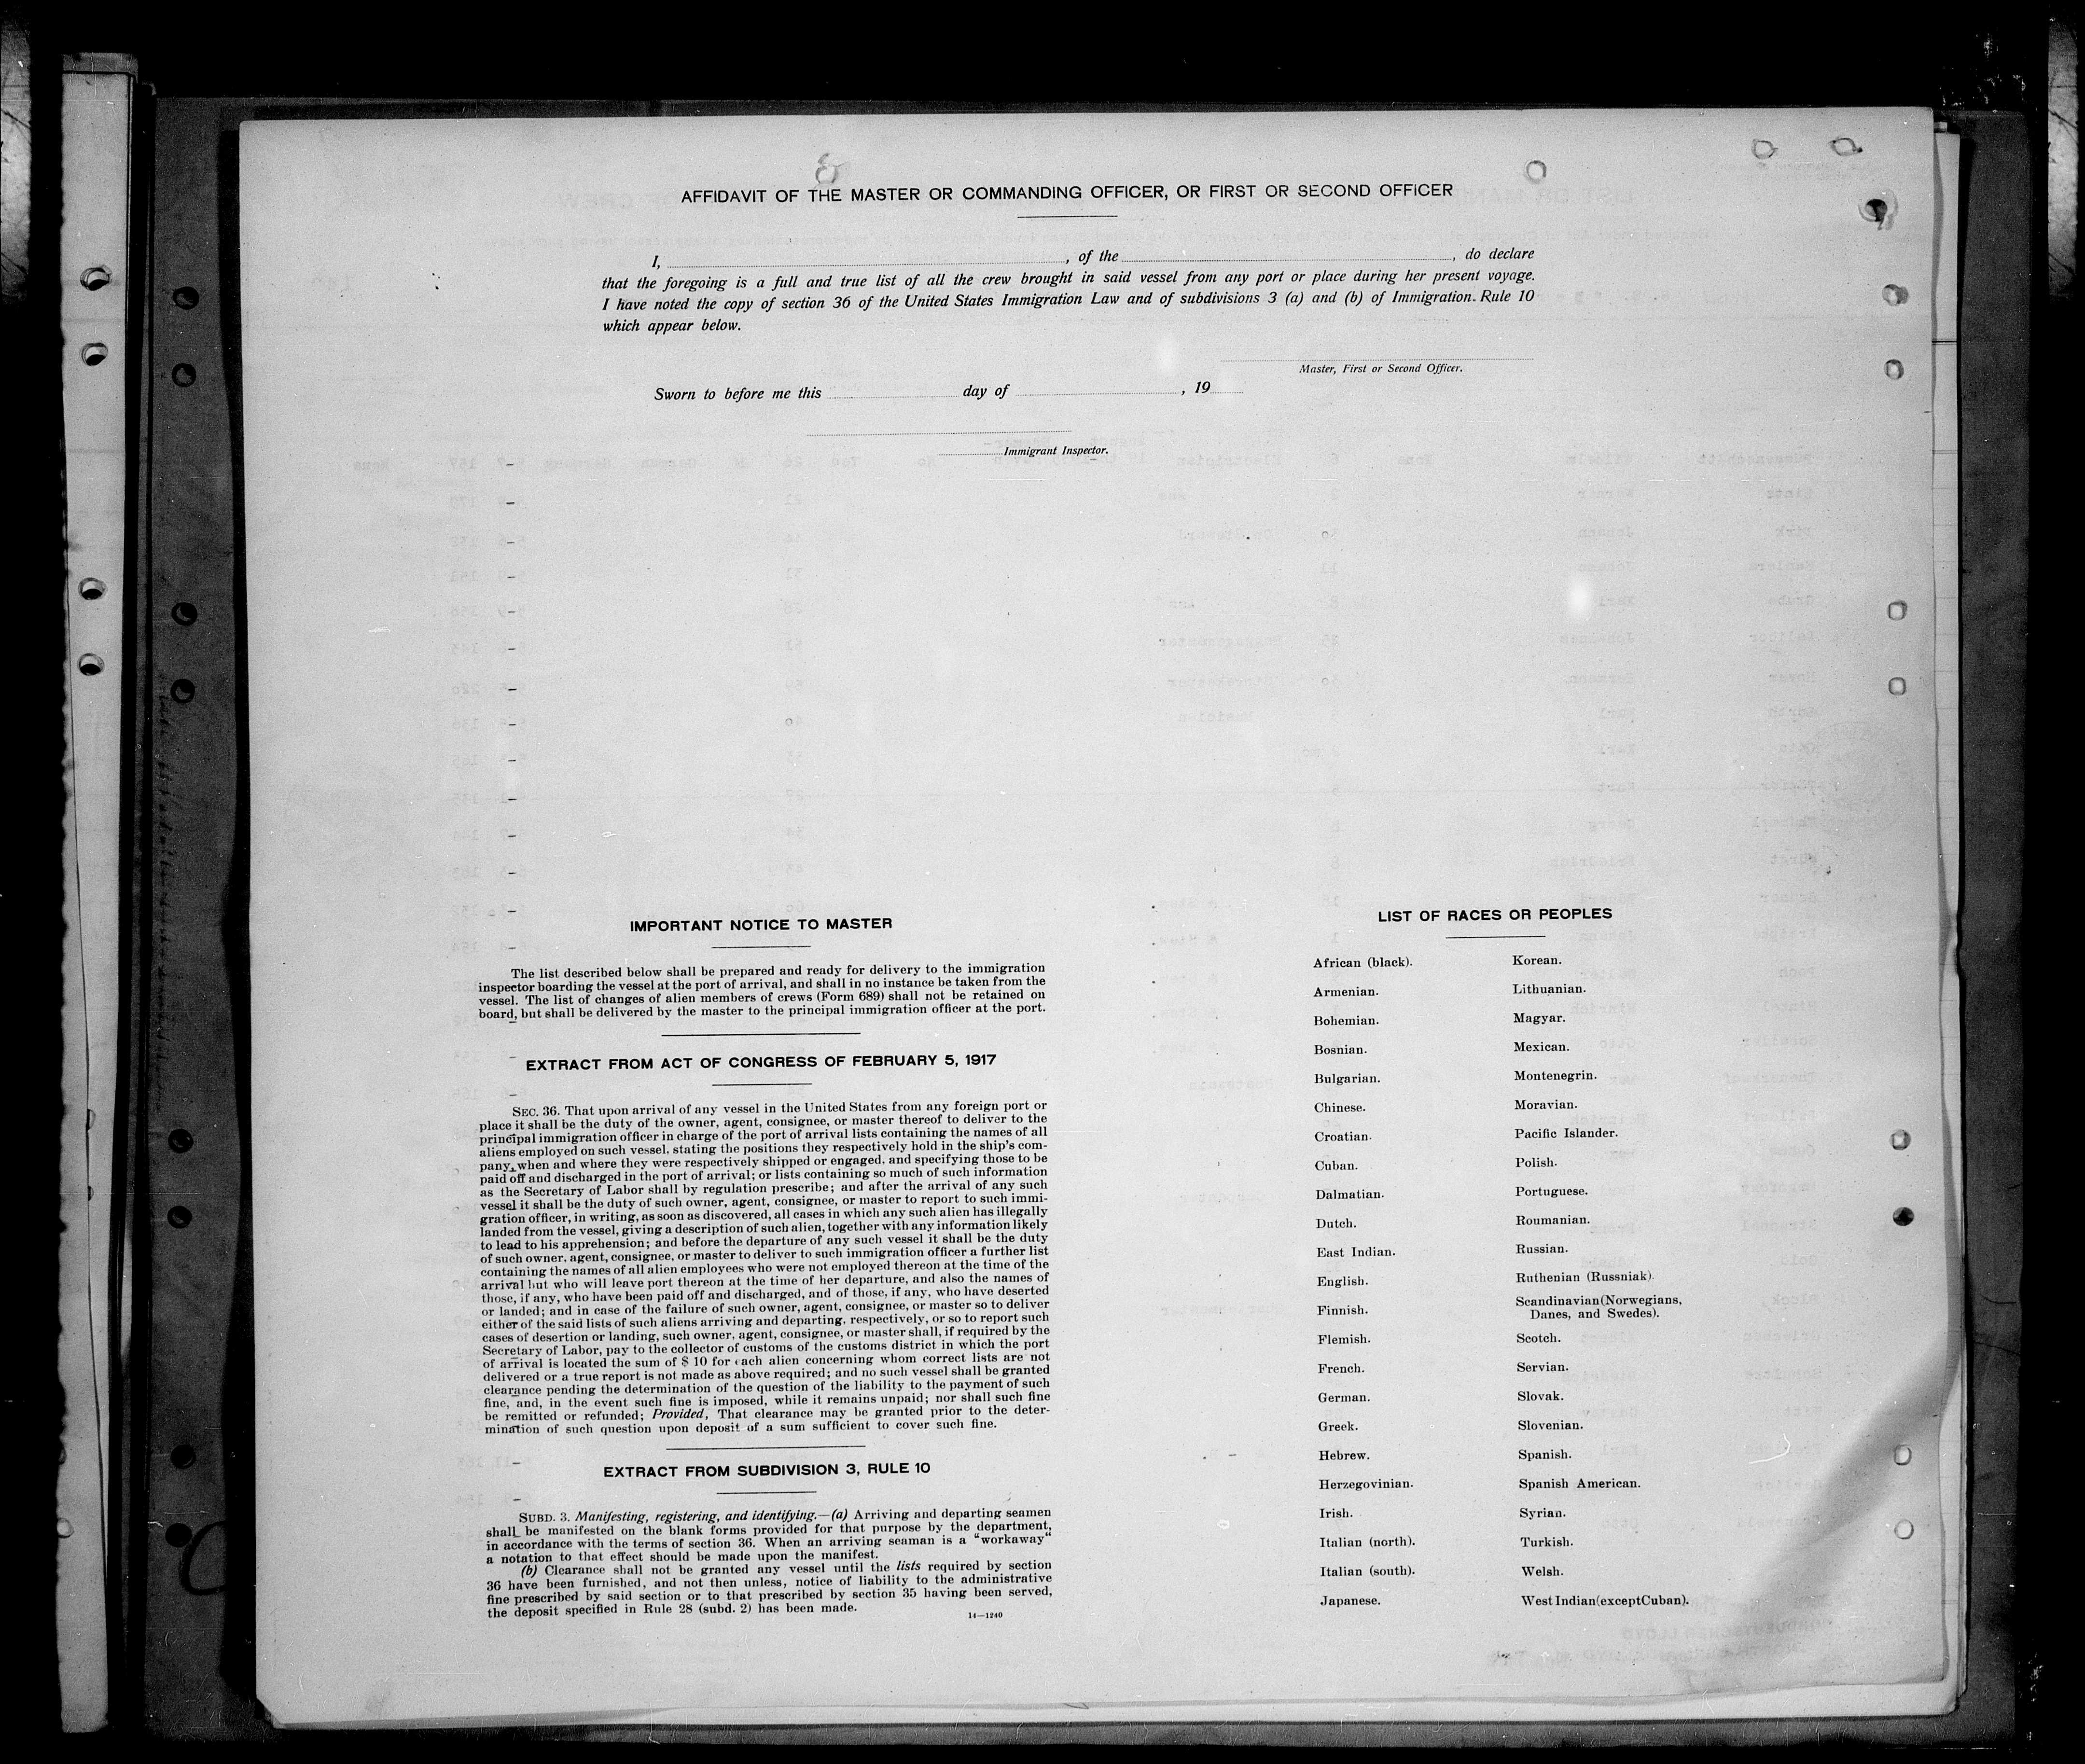 AFFIDAVIT OF THE MASTER OR COMMANDING OFFICER, OR FIRST OR SECOND OFFICER
I, , of the , do declare
that the foregoing is a full and true list of all the crew brought in said vessel from any port or place during her present voyage.
I have noted the copy of section 36 of the United States Immigration Law and of subdivisions 3 (a) and (b) of Immigration. Rule 10
which appear below.
Master, First or Second Officer.
Sworn to before me this day of , 19
Immigrant Inspector.
IMPORTANT NOTICE TO MASTER
The list described below shall be prepared and ready for delivery to the immigration
inspector boarding the vessel at the port of arrival, and shall in no instance be taken from the
vessel. The list of changes of alien members of crews (Form 689) shall not be retained on
board, but shall be delivered by the master to the principal immigration officer at the port.
EXTRACT FROM ACT OF CONGRESS OF FEBRUARY 5, 1917
SEC. 36. That upon arrival of any vessel in the United States from any foreign port or
place it shall be the duty of the owner, agent, consignee, or master thereof to deliver to the
principal immigration officer in charge of the port of arrival lists containing the names of all
aliens employed on such vessel, stating the positions they respectively hold in the ship's com-
pany, when and where they were respectively shipped or engaged, and specifying those to be
paid off and discharged in the port of arrival; or lists containing so much of such information
as the Secretary of Labor shall by regulation prescribe; and after the arrival of any such
vessel it shall be the duty of such owner, agent, consignee, or master to report to such immi-
gration officer, in writing, as soon as discovered, all cases in which any such alien has illegally
landed from the vessel, giving a description of such alien, together with any information likely
to lead to his apprehension; and before the departure of any such vessel it shall be the duty
of such owner, agent, consignee, or master to deliver to such immigration officer a further list
containing the names of all alien employees who were not employed thereon at the time of the
arrival but who will leave port thereon at the time of her departure, and also the names of
those, if any, who have been paid off and discharged, and of those, if any, who have deserted
or landed; and in case of the failure of such owner, agent, consignee, or master so to deliver
either of the said lists of such aliens arriving and departing, respectively, or so to report such
cases of desertion or landing, such owner, agent, consignee, or master shall, if required by the
Secretary of Labor, pay to the collector of customs of the customs district in which the port
of arrival is located the sum of $ 10 for each alien concerning whom correct lists are not
delivered or a true report is not made as above required; and no such vessel shall be granted
clearance pending the determination of the question of the liability to the payment of such
fine, and, in the event such fine is imposed, while it remains unpaid; nor shall such fine
be remitted or refunded; Provided, That clearance may be granted prior to the deter-
mination of such question upon deposit of a sum sufficient to cover such fine.
EXTRACT FROM SUBDIVISION 3, RULE 10
SUBD. 3. Manifesting, registering, and identifying.—(a) Arriving and departing seamen
shall be manifested on the blank forms provided for that purpose by the department,
in accordance with the terms of section 36. When an arriving seaman is a "workaway"
a notation to that effect should be made upon the manifest.
(b) Clearance shall not be granted any vessel until the lists required by section
36 have been furnished, and not then unless, notice of liability to the administrative
fine prescribed by said section or to that prescribed by section 35 having been served,
the deposit specified in Rule 28 (subd. 2) has been made.
14—1240
LIST OF RACES OR PEOPLES
African (black).
Armenian.
Bohemian.
Bosnian.
Bulgarian.
Chinese.
Croatian.
Cuban.
Dalmatian.
Dutch.
East Indian.
English.
Finnish.
Flemish.
French.
German.
Greek.
Hebrew.
Herzegovinian.
Irish.
Italian (north).
Italian (south).
Japanese.
Korean.
Lithuanian.
Magyar.
Mexican.
Montenegrin.
Moravian.
Pacific Islander.
Polish.
Portuguese.
Roumanian.
Russian.
Ruthenian (Russniak).
Scandinavian (Norwegians,
Danes, and Swedes).
Scotch.
Servian.
Slovak.
Slovenian.
Spanish.
Spanish American.
Syrian.
Turkish.
Welsh.
West Indian (except Cuban).